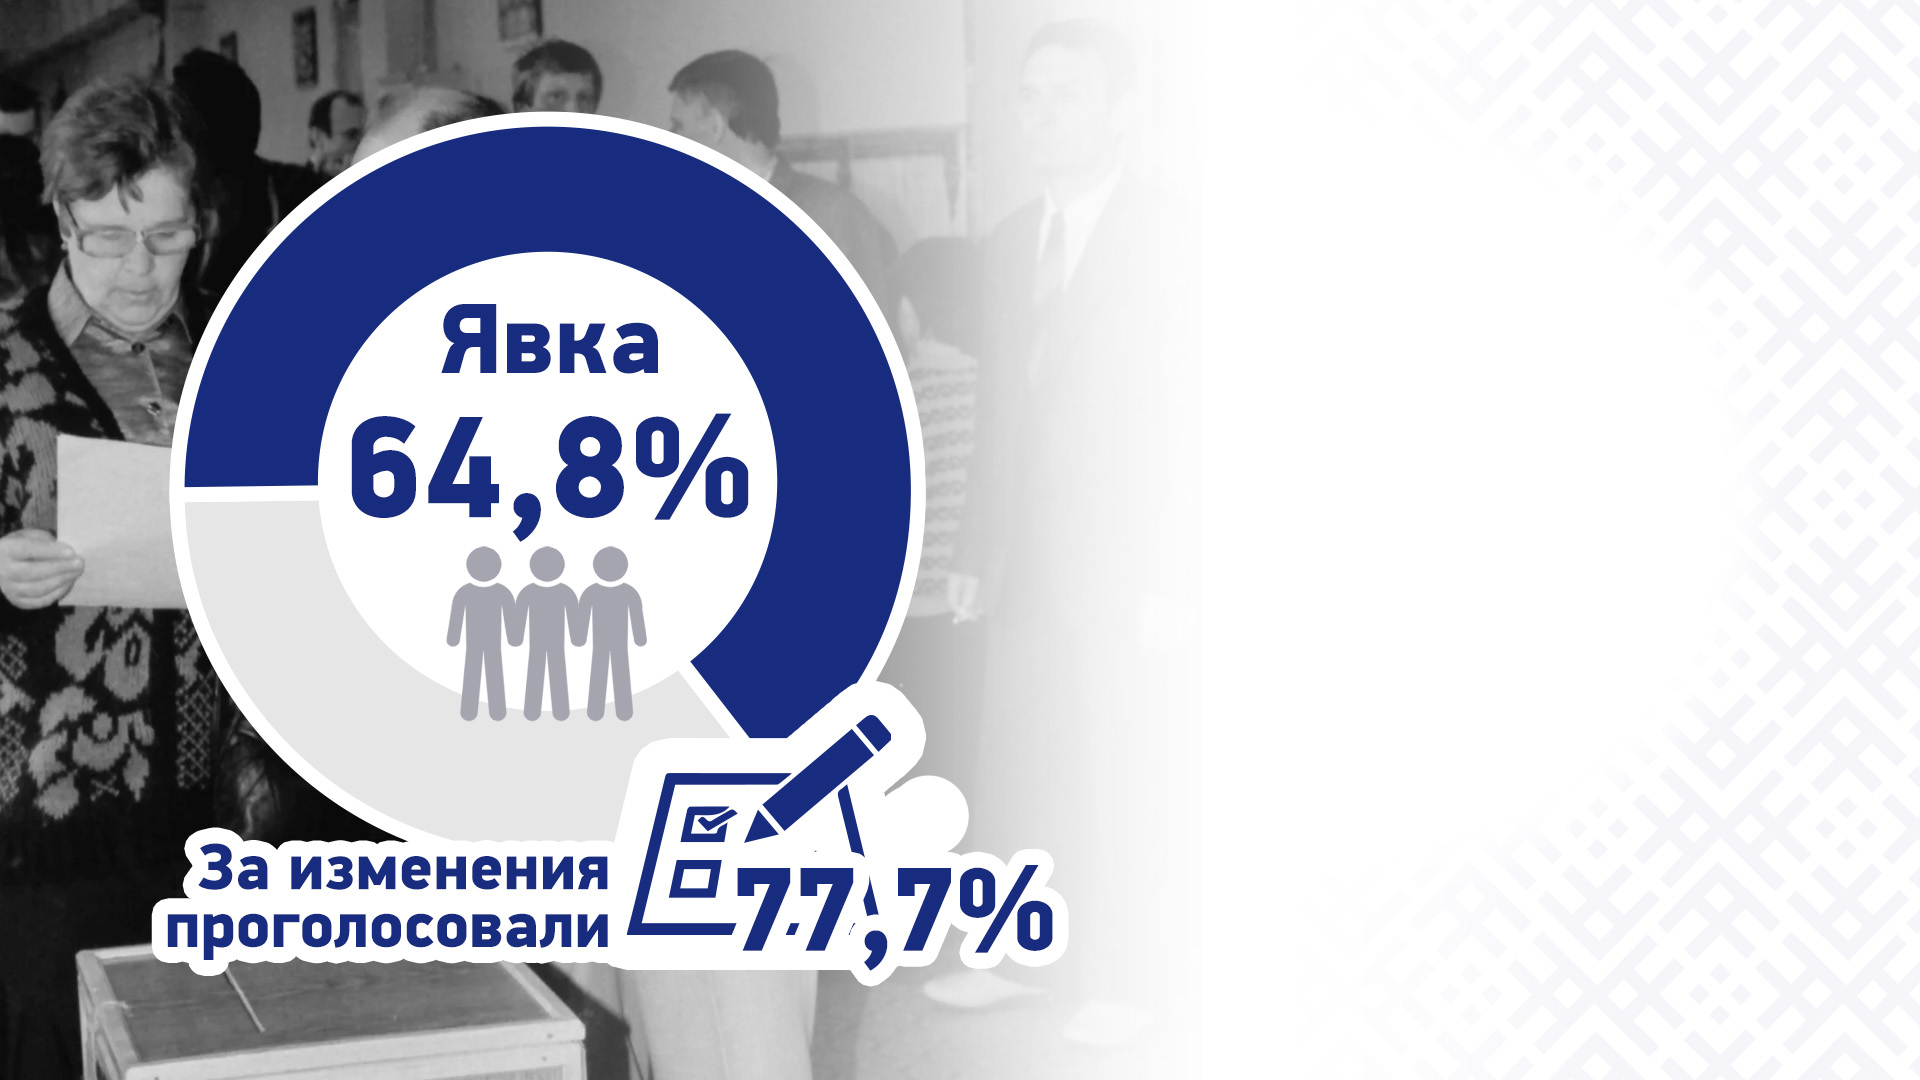 Явка
64,8%
За изменения
проголосовали
77,7%